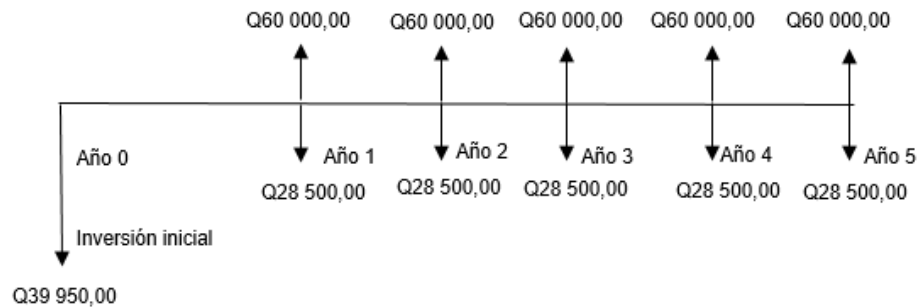 Q60 000,00 Q60 000,00 Q60 000,00 Q60 000,00 Q60 000,00
Año 0 Año 1 Año 2 Año 3 Año 4 Año 5
Q28 500,00 Q28 500,00 Q28 500,00 Q28 500,00 Q28 500,00
Inversión inicial
Q39 950,00